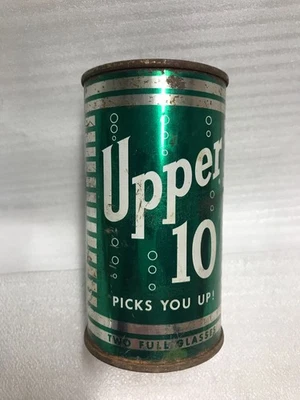 Upper
10
PICKS YOU UP!
TWO FULL GLASSES